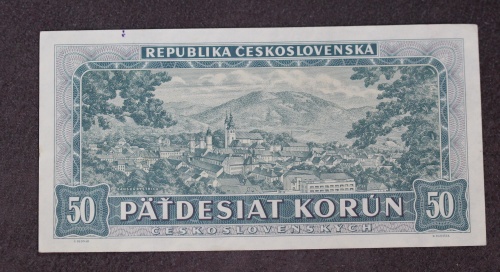 REPUBLIKA ČESKOSLOVENSKÁ
50 PÄŤDESIAT KORÚN 50
ČESKOSLOVENSKÝCH